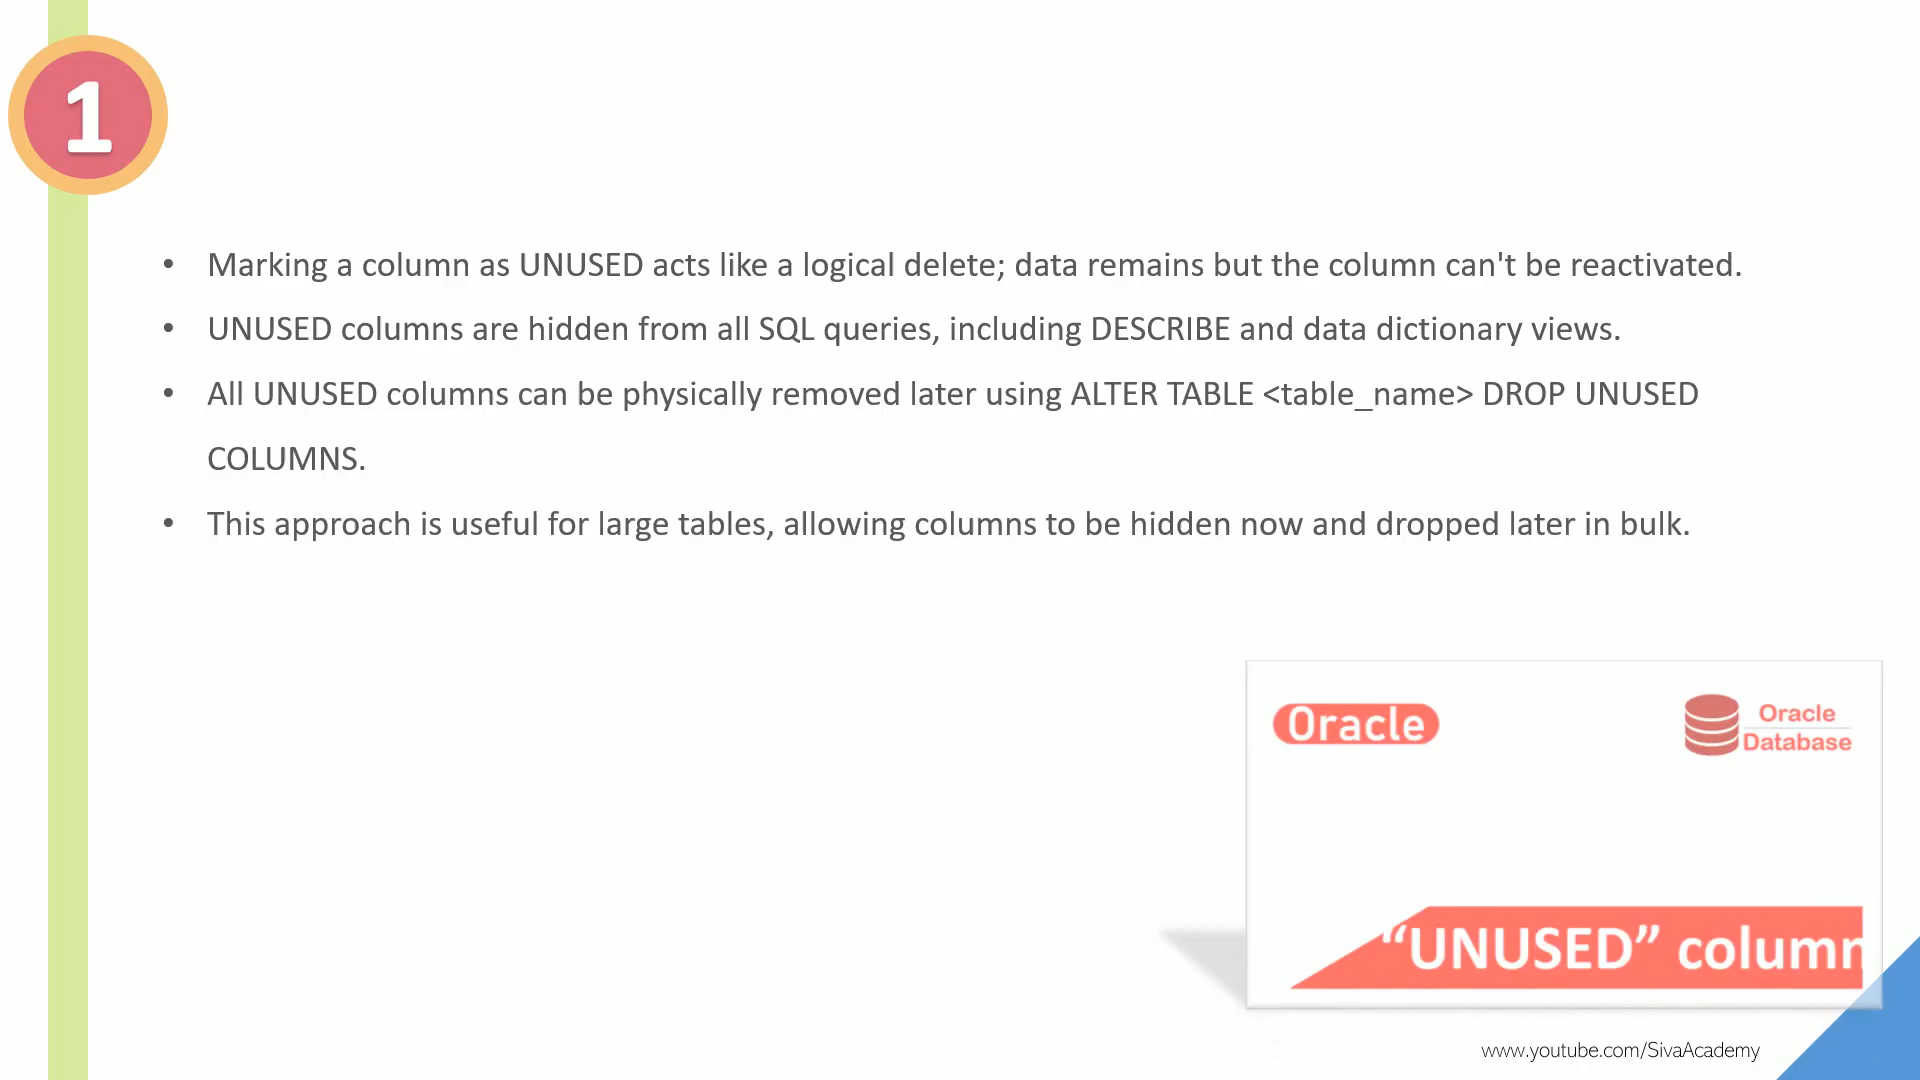 1
• Marking a column as UNUSED acts like a logical delete; data remains but the column can't be reactivated.
• UNUSED columns are hidden from all SQL queries, including DESCRIBE and data dictionary views.
• All UNUSED columns can be physically removed later using ALTER TABLE <table_name> DROP UNUSED
COLUMNS.
• This approach is useful for large tables, allowing columns to be hidden now and dropped later in bulk.
Oracle
Oracle
Database
“UNUSED” column
www.youtube.com/SivaAcademy